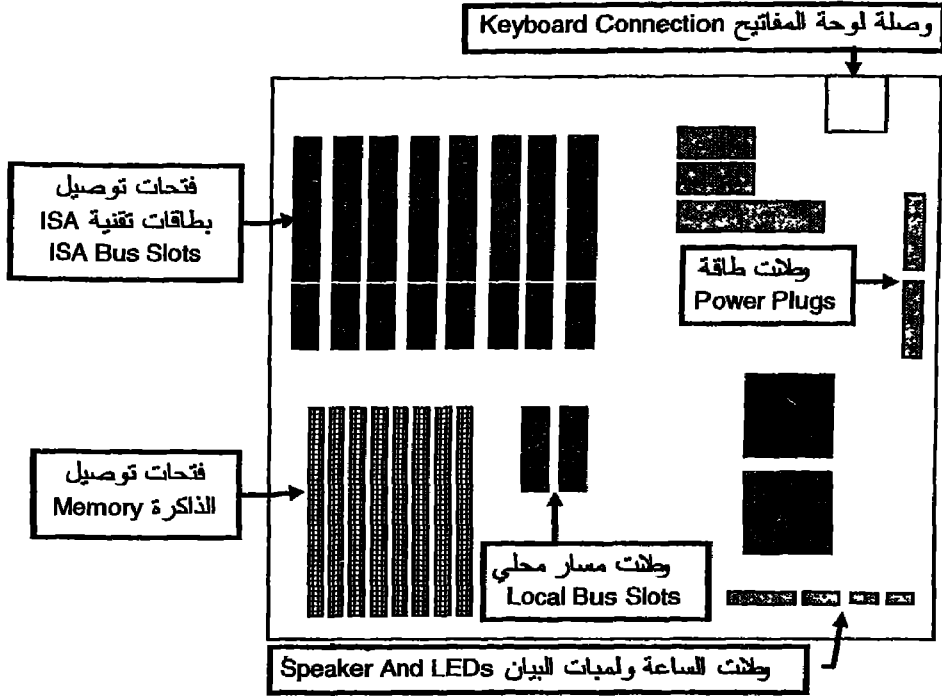 وصلة لوحة المفاتيح Keyboard Connection
فتحات توصيل
بطاقات تقنية ISA
ISA Bus Slots
وصلات طاقة
Power Plugs
فتحات توصيل
الذاكرة Memory
وصلات مسار محلي
Local Bus Slots
وصلات الساعة ولمبات البيان Speaker And LEDs